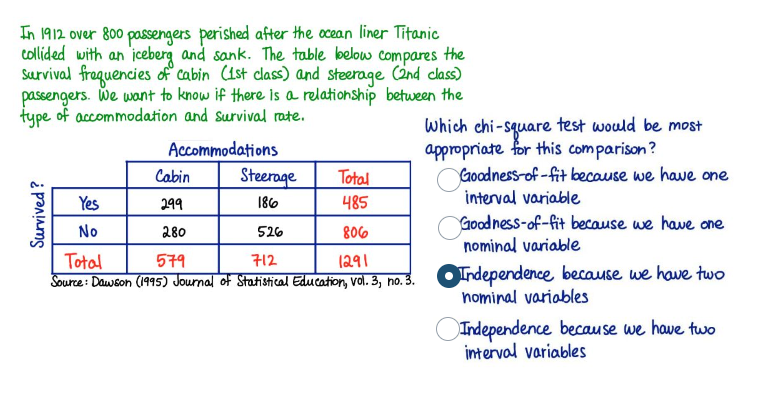 In 1912 over 800 passengers perished after the ocean liner Titanic
collided with an iceberg and sank. The table below compares the
survival frequencies of cabin (1st class) and steerage (2nd class)
passengers. We want to know if there is a relationship between the
type of accommodation and survival rate.
Accommodations
Cabin Steerage Total
Survived?
Yes 299 186 485
No 280 526 806
Total 579 712 1291
Source: Dawson (1995) Journal of Statistical Education, vol. 3, no. 3.
Which chi-square test would be most
appropriate for this comparison?
Goodness-of-fit because we have one
interval variable
Goodness-of-fit because we have one
nominal variable
Independence because we have two
nominal variables
Independence because we have two
interval variables